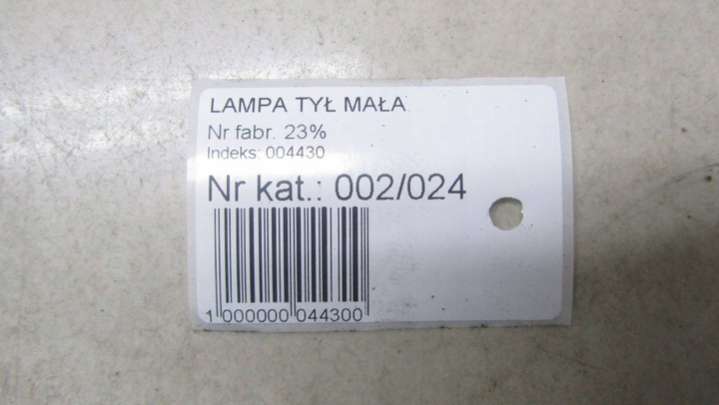 LAMPA TYŁ MAŁA
Nr fabr. 23%
Indeks: 004430
Nr kat.: 002/024
1 000000 044300